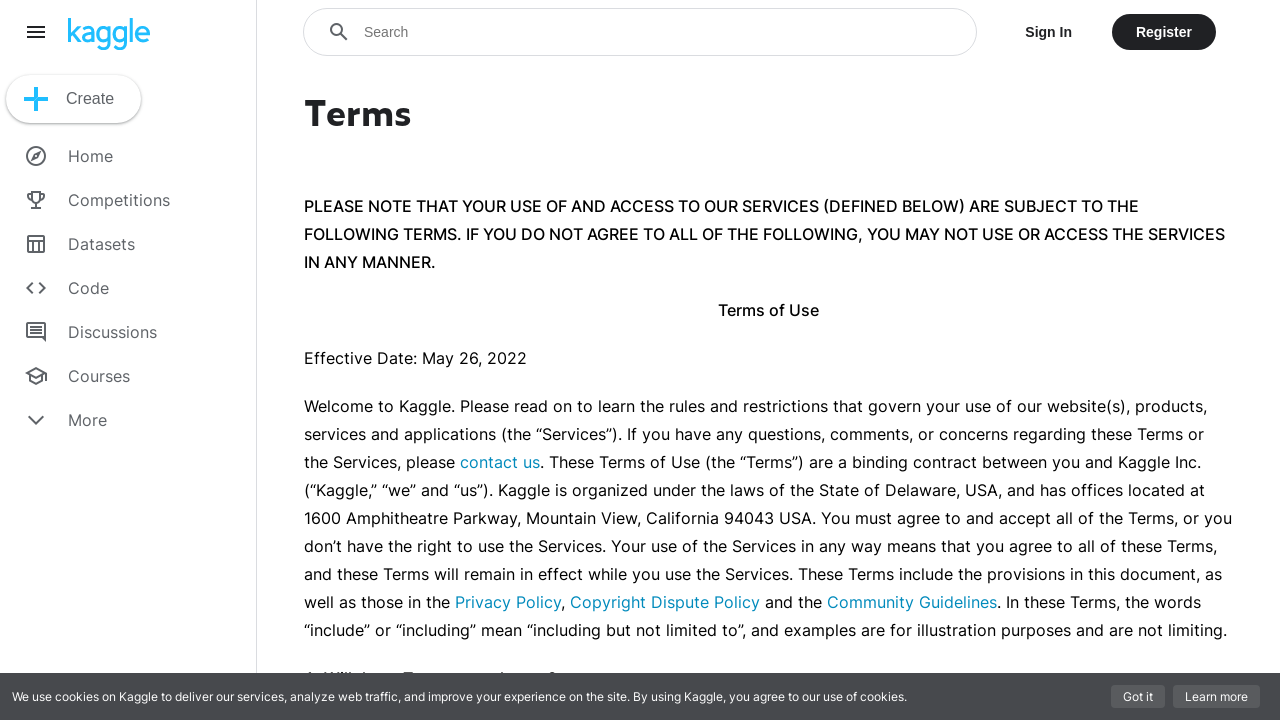 kaggle
Search
Sign In
Register
Create
Home
Competitions
Datasets
Code
Discussions
Courses
More
Terms
PLEASE NOTE THAT YOUR USE OF AND ACCESS TO OUR SERVICES (DEFINED BELOW) ARE SUBJECT TO THE
FOLLOWING TERMS. IF YOU DO NOT AGREE TO ALL OF THE FOLLOWING, YOU MAY NOT USE OR ACCESS THE SERVICES
IN ANY MANNER.
Terms of Use
Effective Date: May 26, 2022
Welcome to Kaggle. Please read on to learn the rules and restrictions that govern your use of our website(s), products,
services and applications (the “Services”). If you have any questions, comments, or concerns regarding these Terms or
the Services, please contact us. These Terms of Use (the “Terms”) are a binding contract between you and Kaggle Inc.
(“Kaggle,” “we” and “us”). Kaggle is organized under the laws of the State of Delaware, USA, and has offices located at
1600 Amphitheatre Parkway, Mountain View, California 94043 USA. You must agree to and accept all of the Terms, or you
don’t have the right to use the Services. Your use of the Services in any way means that you agree to all of these Terms,
and these Terms will remain in effect while you use the Services. These Terms include the provisions in this document, as
well as those in the Privacy Policy, Copyright Dispute Policy and the Community Guidelines. In these Terms, the words
“include” or “including” mean “including but not limited to”, and examples are for illustration purposes and are not limiting.
We use cookies on Kaggle to deliver our services, analyze web traffic, and improve your experience on the site. By using Kaggle, you agree to our use of cookies.
Got it
Learn more